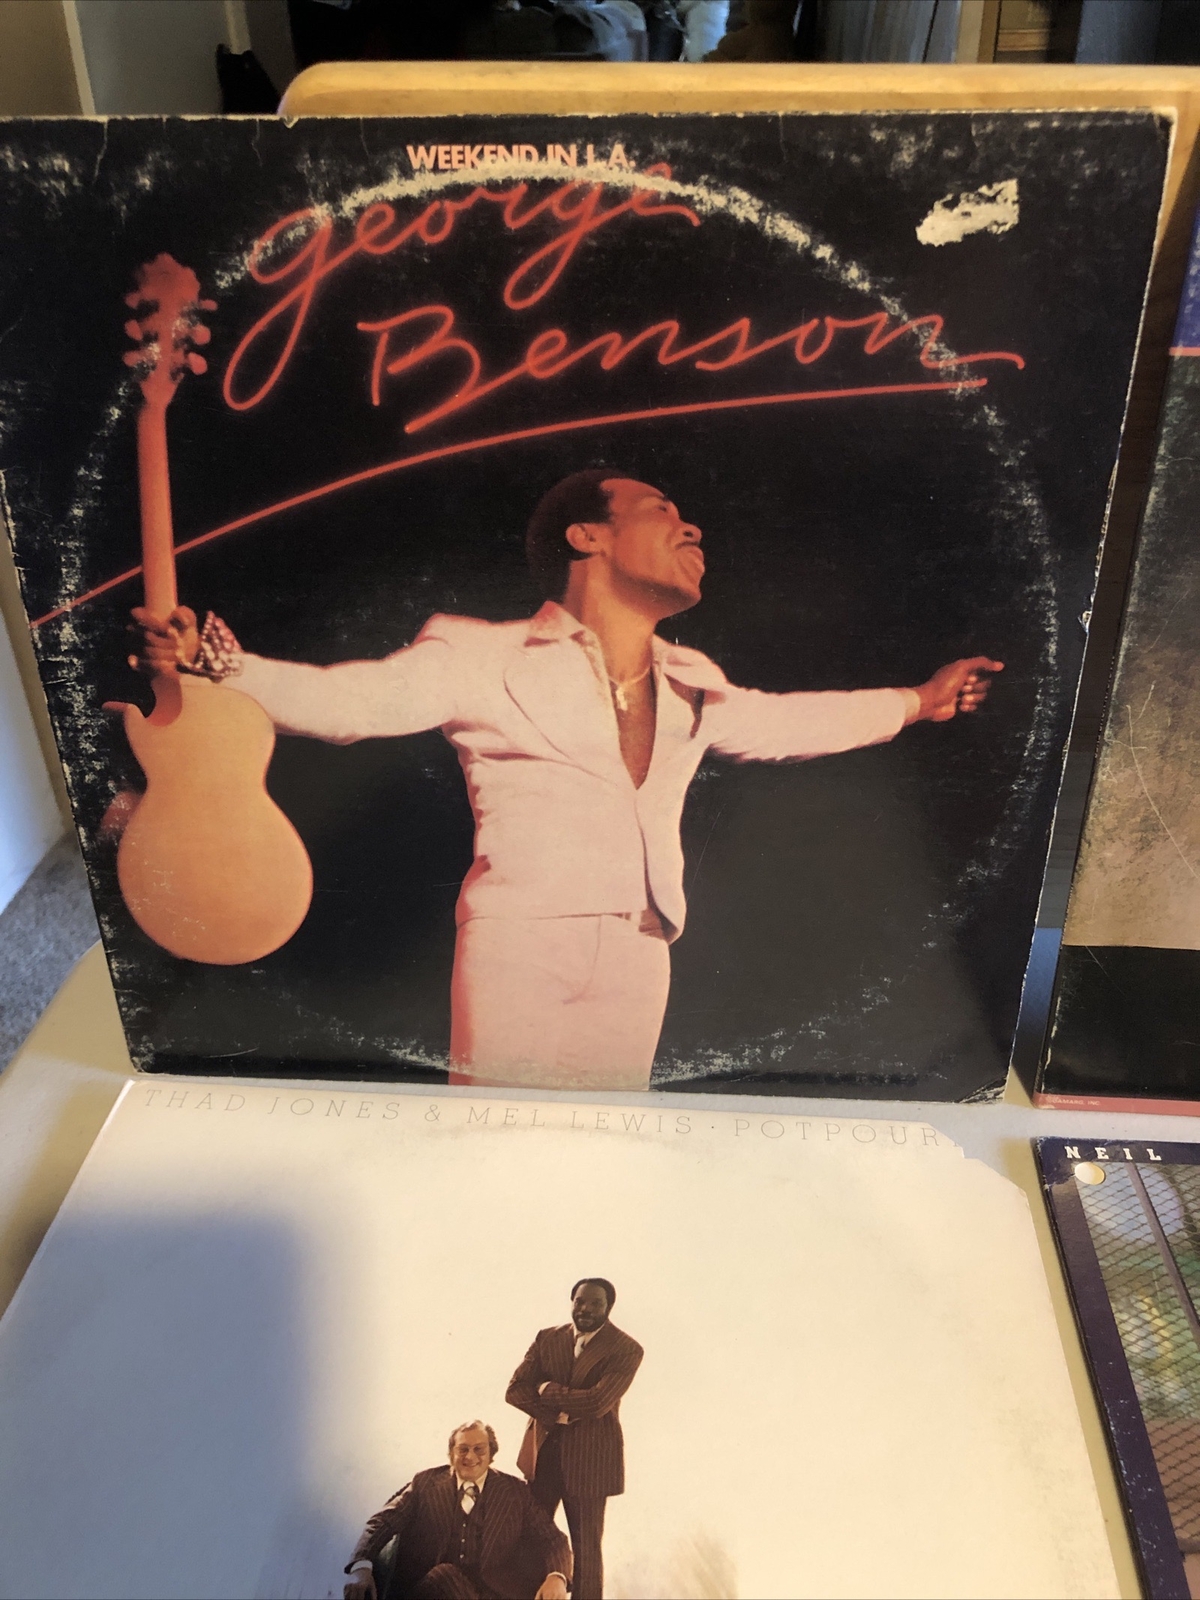 WEEKEND IN L.A.
george
Benson
THAD JONES & MEL LEWIS · POTPOUR
NEIL